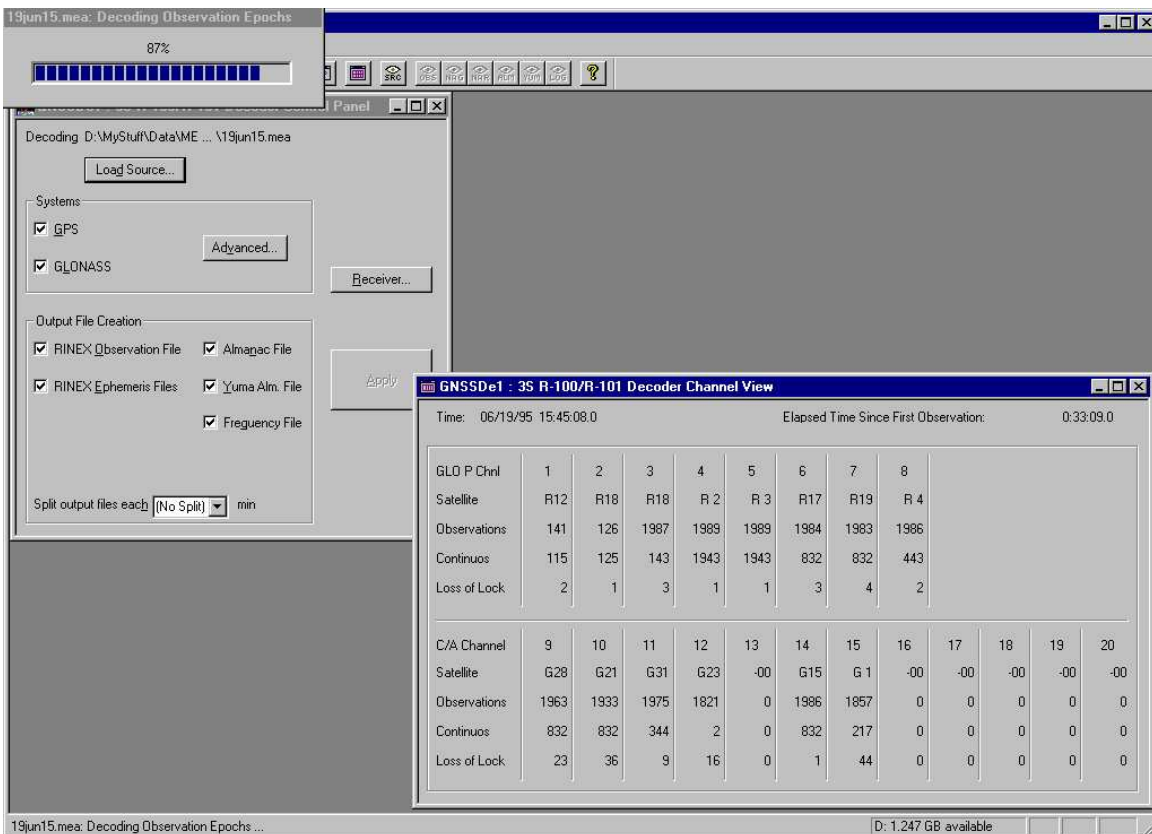 19jun15.mea: Decoding Observation Epochs
87%
SRC OBS NAG NAR ALM YUM LOG ?
Panel
Decoding D:\MyStuff\Data\ME ... \19jun15.mea
Load Source...
Systems
GPS
Advanced...
GLONASS
Receiver...
Output File Creation
RINEX Observation File Almanac File
RINEX Ephemeris Files Yuma Alm. File
Apply
Frequency File
Split output files each (No Split) min
GNSSDe1 : 3S R-100/R-101 Decoder Channel View
Time: 06/19/95 15:45:08.0 Elapsed Time Since First Observation: 0:33:09.0
GLO P Chnl 1 2 3 4 5 6 7 8
Satellite R12 R18 R18 R 2 R 3 R17 R19 R 4
Observations 141 126 1987 1989 1989 1984 1983 1986
Continuos 115 125 143 1943 1943 832 832 443
Loss of Lock 2 1 3 1 1 3 4 2
C/A Channel 9 10 11 12 13 14 15 16 17 18 19 20
Satellite G28 G21 G31 G23 -00 G15 G 1 -00 -00 -00 -00 -00
Observations 1963 1933 1975 1821 0 1986 1857 0 0 0 0 0
Continuos 832 832 344 2 0 832 217 0 0 0 0 0
Loss of Lock 23 36 9 16 0 1 44 0 0 0 0 0
19jun15.mea: Decoding Observation Epochs ...
D: 1.247 GB available